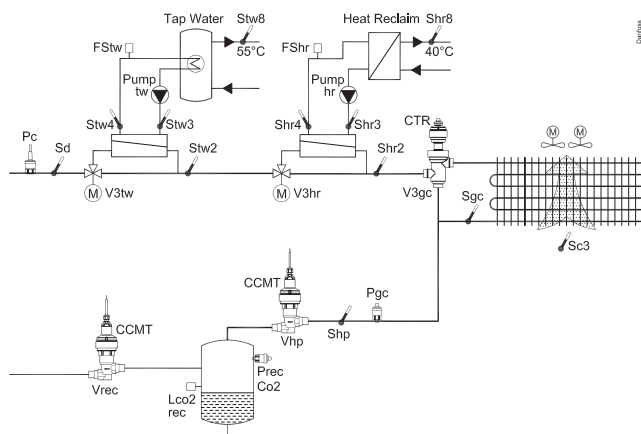 Tap Water
Stw8
Heat Reclaim
Shr8
Danfoss
FStw
55°C
FShr
40°C
Pump
tw
Pump
hr
CTR
M
M
Stw4
Stw3
Shr4
Shr3
Pc
Sd
Stw2
Shr2
M
V3tw
M
V3hr
V3gc
Sgc
Sc3
CCMT
Pgc
CCMT
Vhp
Shp
Prec
Co2
Vrec
Lco2
rec